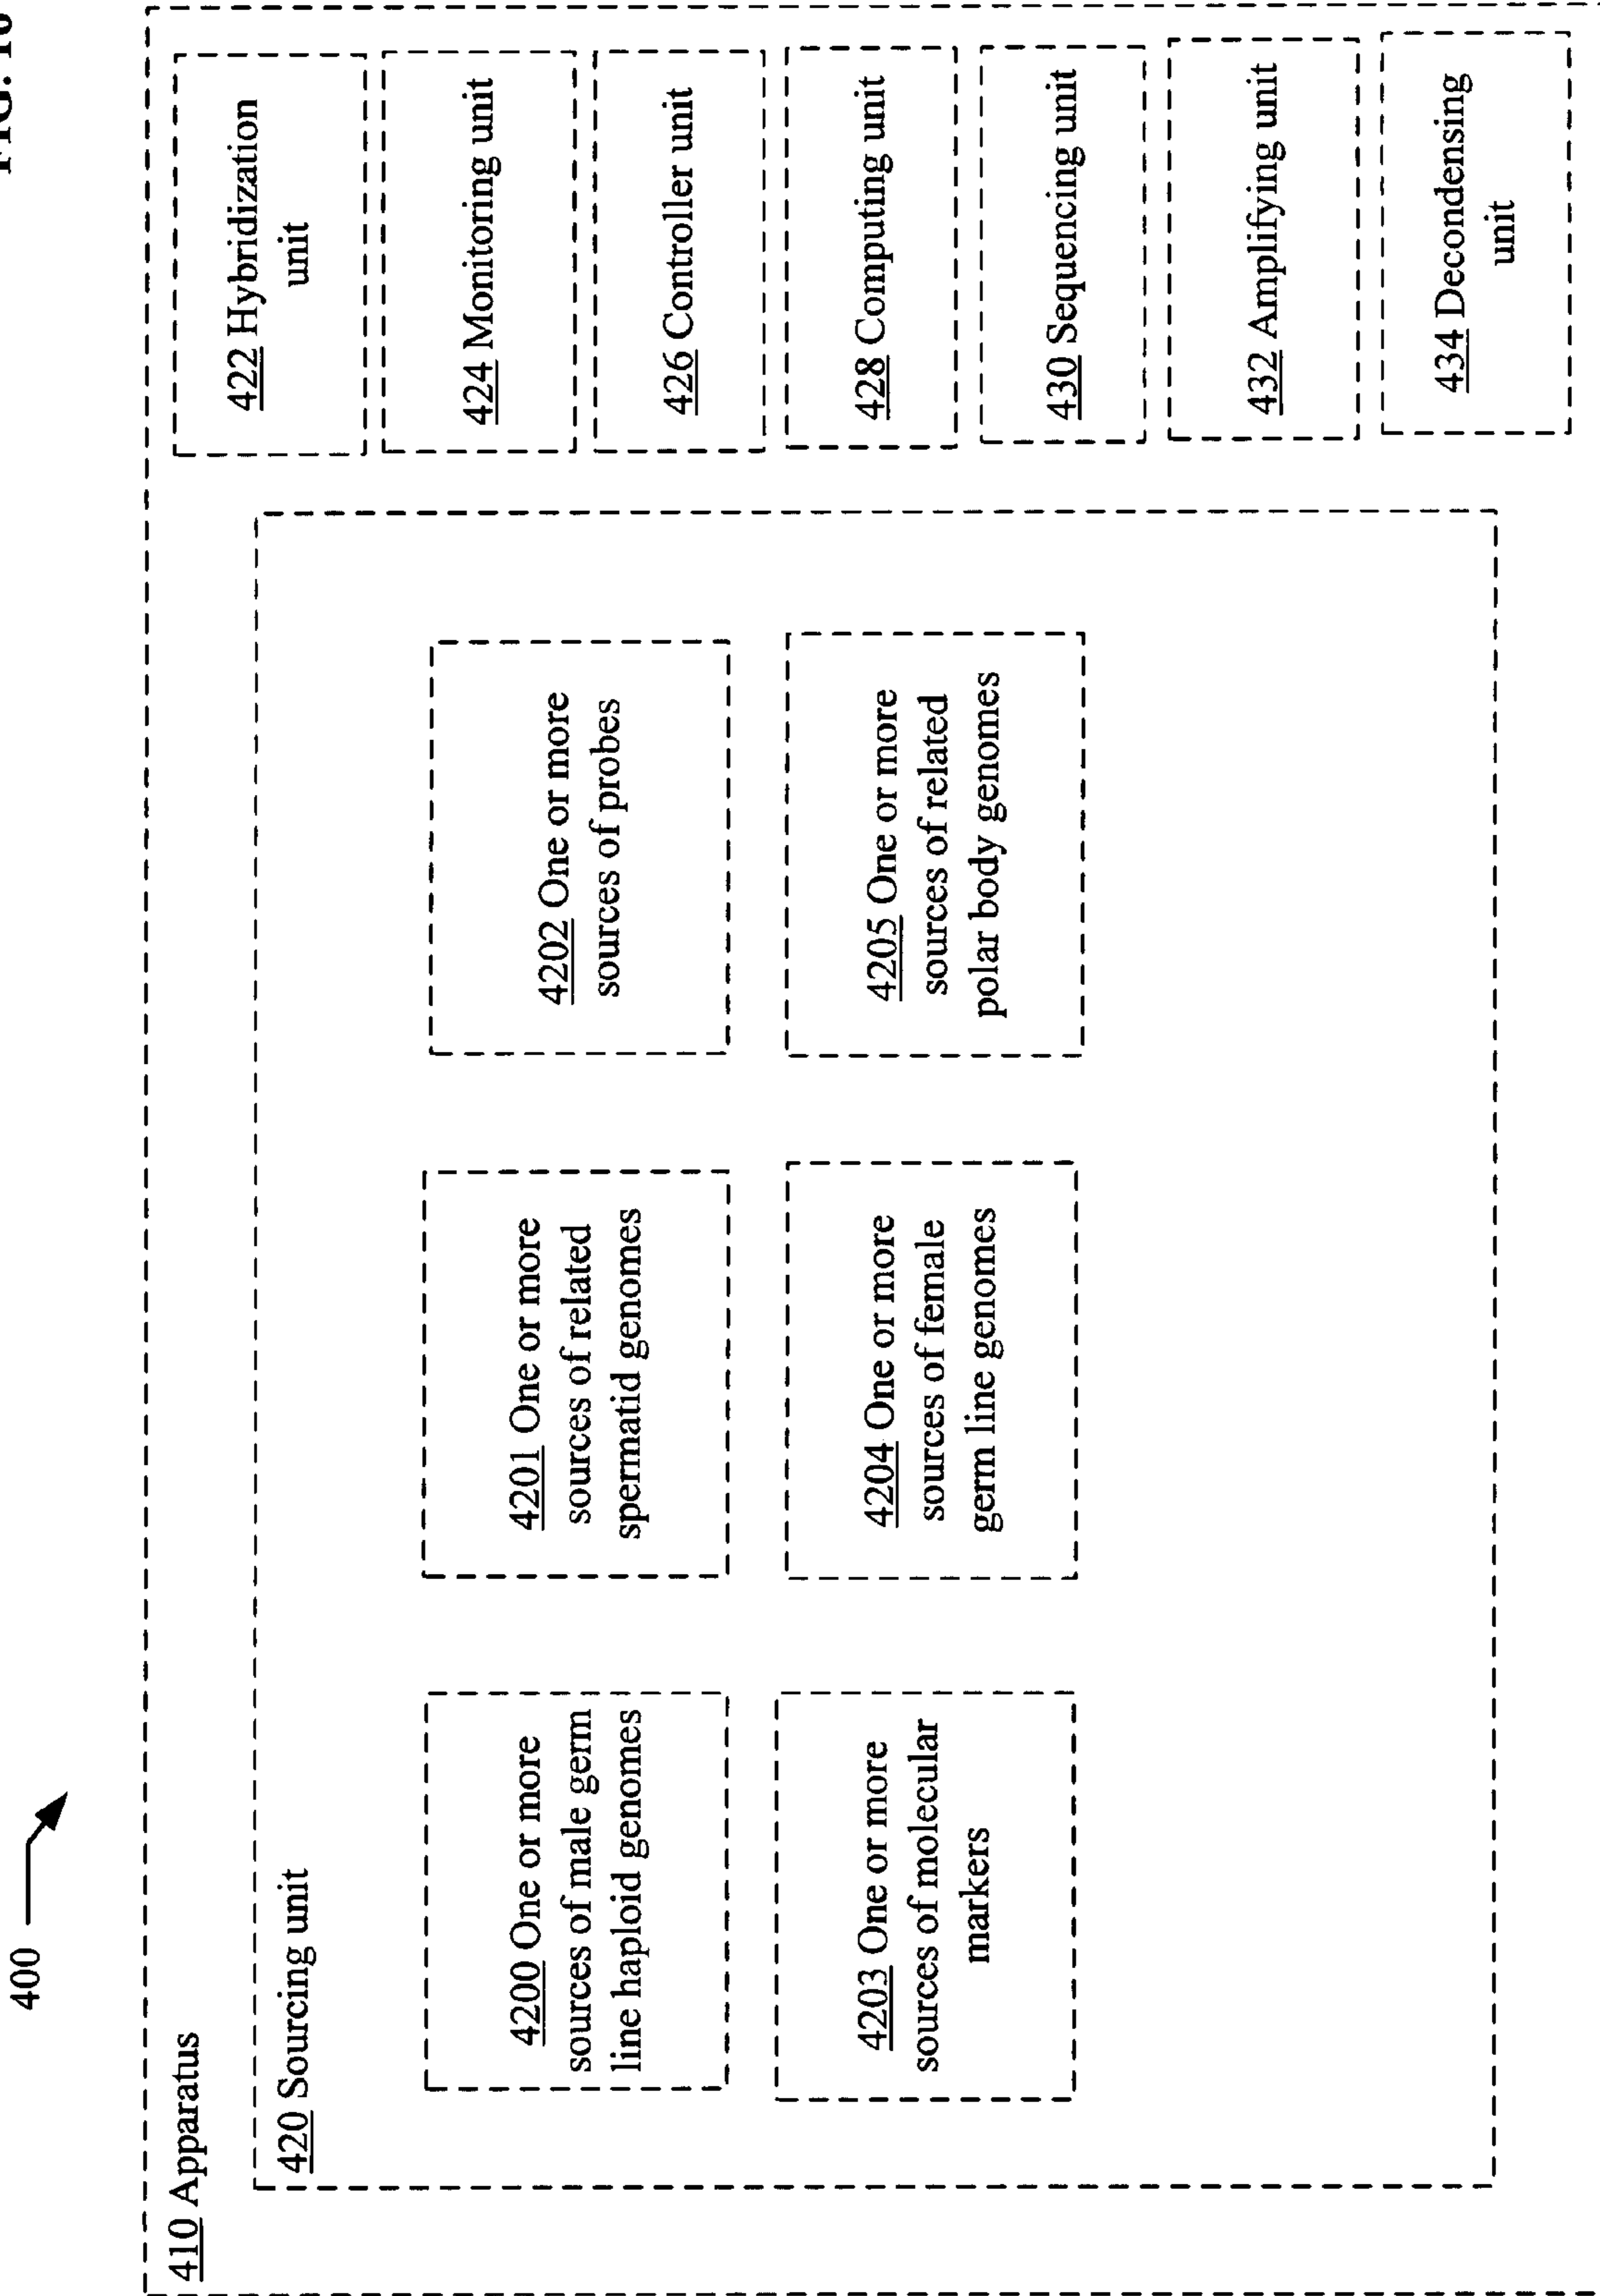 FIG.
400
410 Apparatus
420 Sourcing unit
4200 One or more
sources of male germ
line haploid genomes
4201 One or more
sources of related
spermatid genomes
4202 One or more
sources of probes
4203 One or more
sources of molecular
markers
4204 One or more
sources of female
germ line genomes
4205 One or more
sources of related
polar body genomes
422 Hybridization
unit
424 Monitoring unit
426 Controller unit
428 Computing unit
430 Sequencing unit
432 Amplifying unit
434 Decondensing
unit